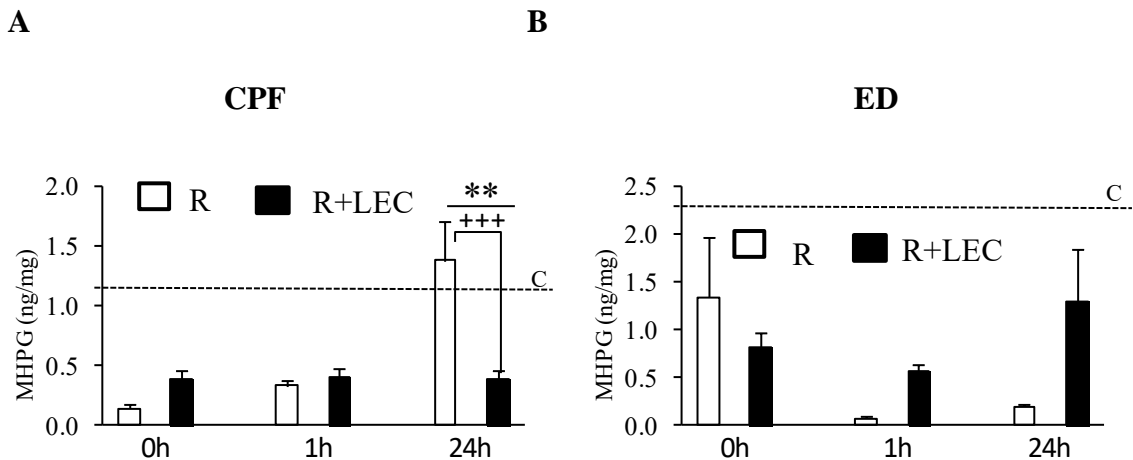 A
B
CPF
ED
MHPG (ng/mg)
2.0
1.5
1.0
0.5
0.0
R
R+LEC
**
+++
C
0h
1h
24h
MHPG (ng/mg)
2.5
2.0
1.5
1.0
0.5
0.0
C
R
R+LEC
0h
1h
24h